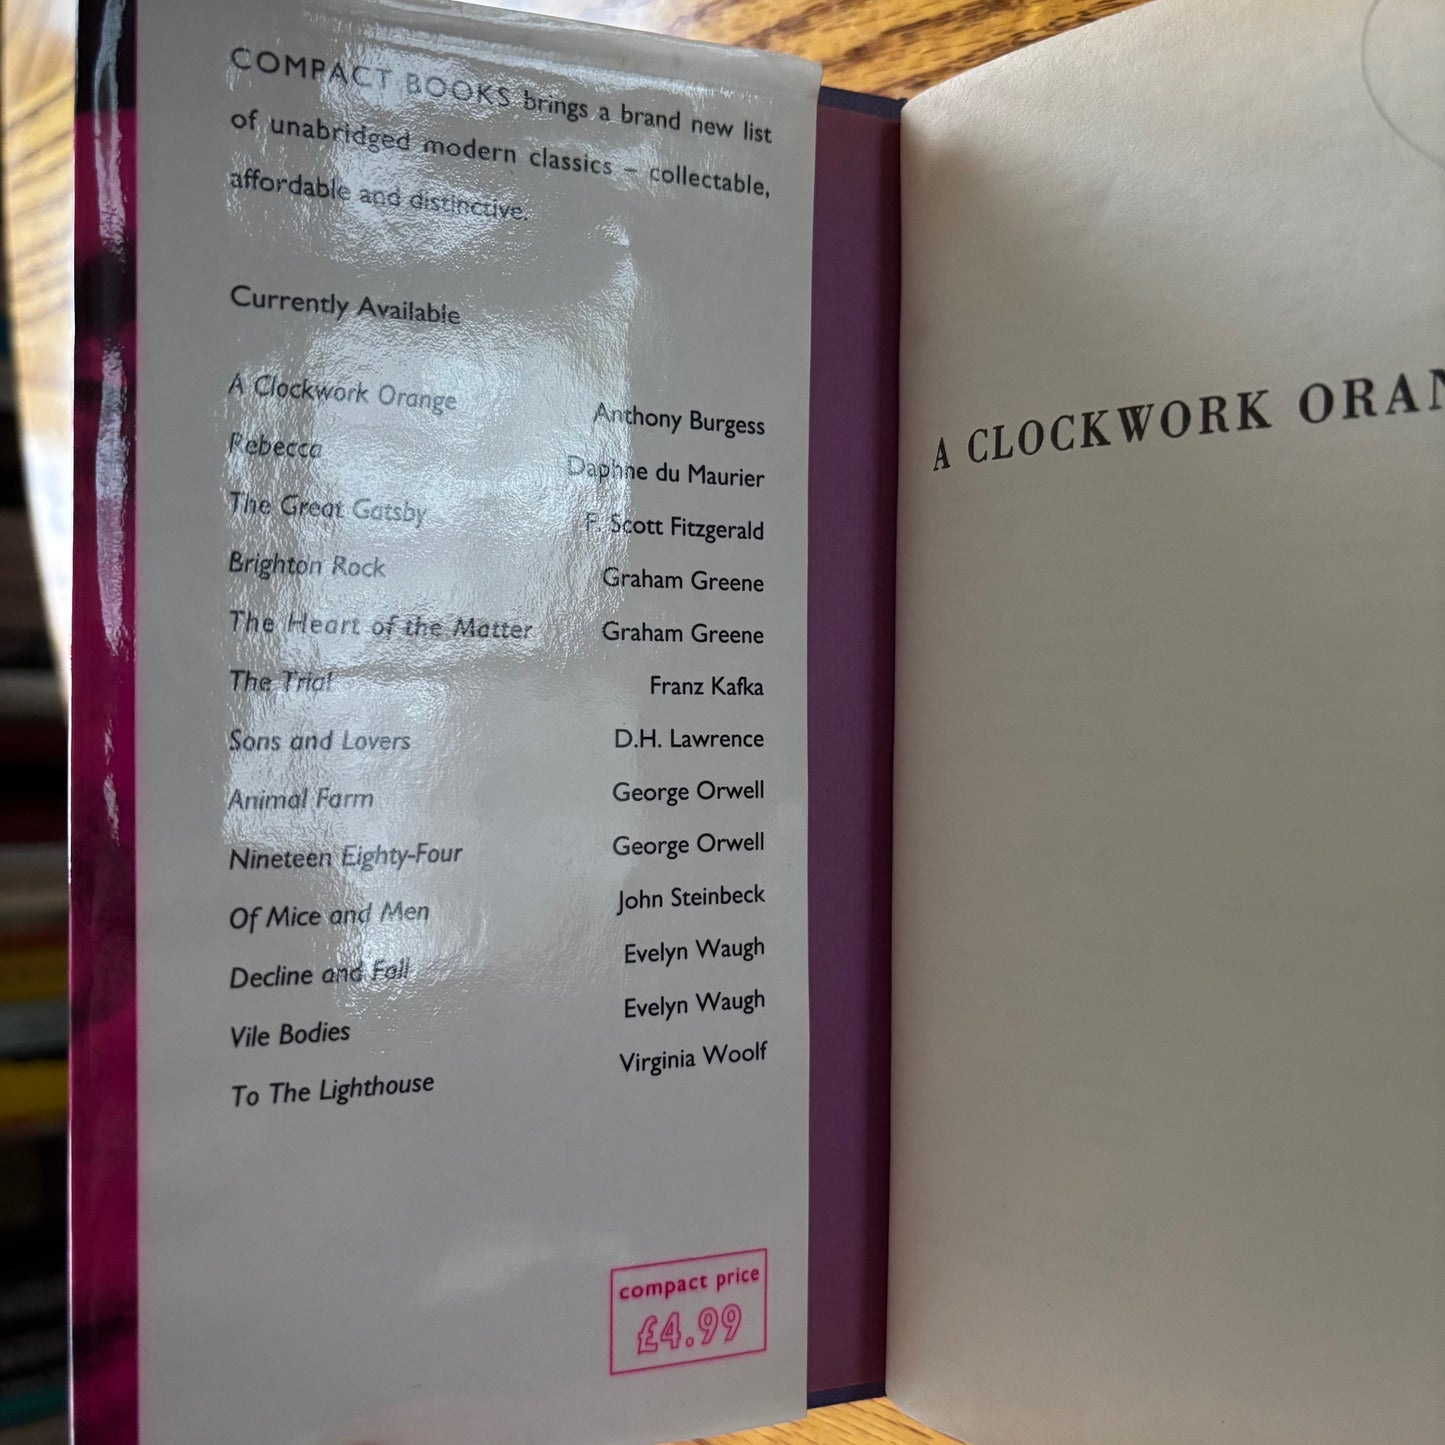 COMPACT BOOKS brings a brand new list
of unabridged modern classics – collectable,
affordable and distinctive.
Currently Available
A Clockwork Orange Anthony Burgess
Rebecca Daphne du Maurier
The Great Gatsby F. Scott Fitzgerald
Brighton Rock Graham Greene
The Heart of the Matter Graham Greene
The Trial Franz Kafka
Sons and Lovers D.H. Lawrence
Animal Farm George Orwell
Nineteen Eighty-Four George Orwell
Of Mice and Men John Steinbeck
Decline and Fall Evelyn Waugh
Vile Bodies Evelyn Waugh
To The Lighthouse Virginia Woolf
compact price
£4.99
A CLOCKWORK ORAN